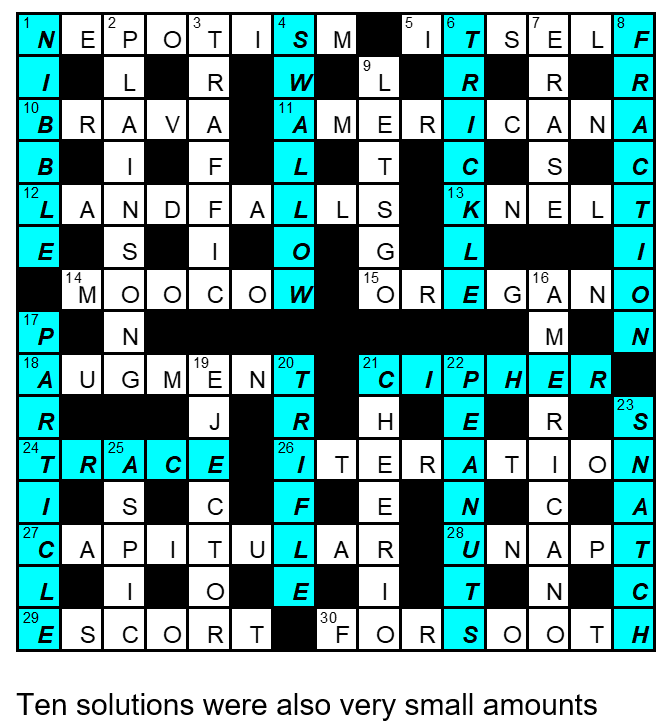 1 N E 2 P O 3 T I 4 S M 5 I 6 T S 7 E L 8 F
I L R W 9 L R R R
10 B R A V A 11 A M E R I C A N A
B I F L T C S C
12 L A N D F A L L S 13 K N E L T
E S I O G L I
14 M O O C O W 15 O R E G 16 A N O
17 P N M N
18 A U G M 19 E N 20 T 21 C I 22 P H E R
R J R H E R 23 S
24 T R 25 A C E 26 I T E R A T I O N
I S C F E N C A
27 C A P I T U L A R 28 U N A P T
L I O E I T N C
29 E S C O R T 30 F O R S O O T H
Ten solutions were also very small amounts